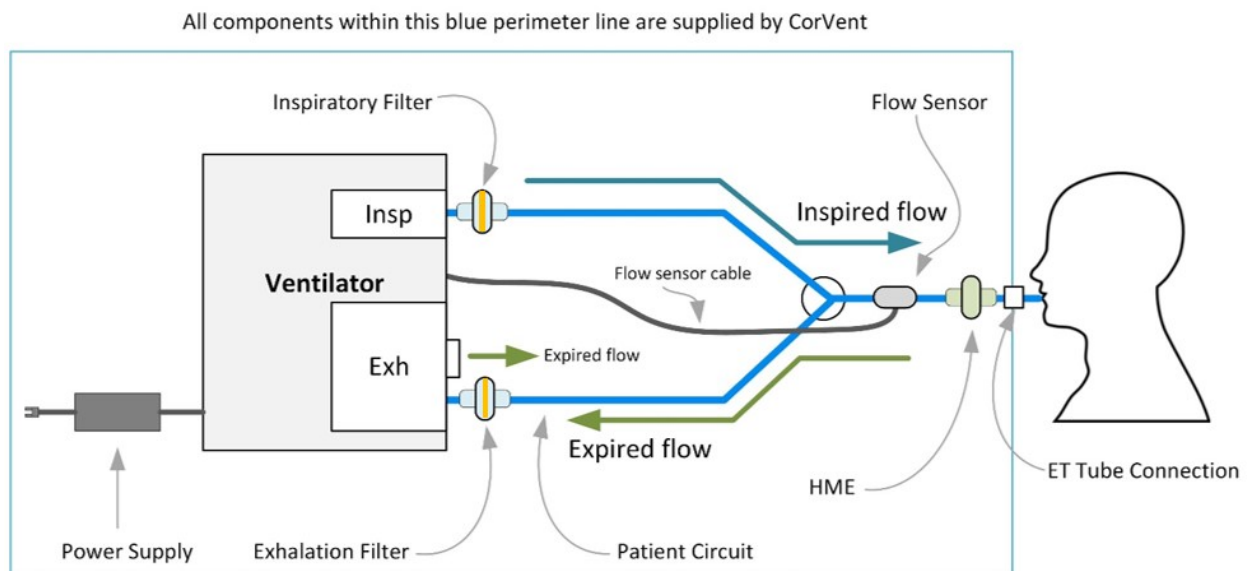 All components within this blue perimeter line are supplied by CorVent
Inspiratory Filter
Flow Sensor
Insp
Inspired flow
Ventilator
Flow sensor cable
Exh
Expired flow
Expired flow
HME
ET Tube Connection
Power Supply
Exhalation Filter
Patient Circuit